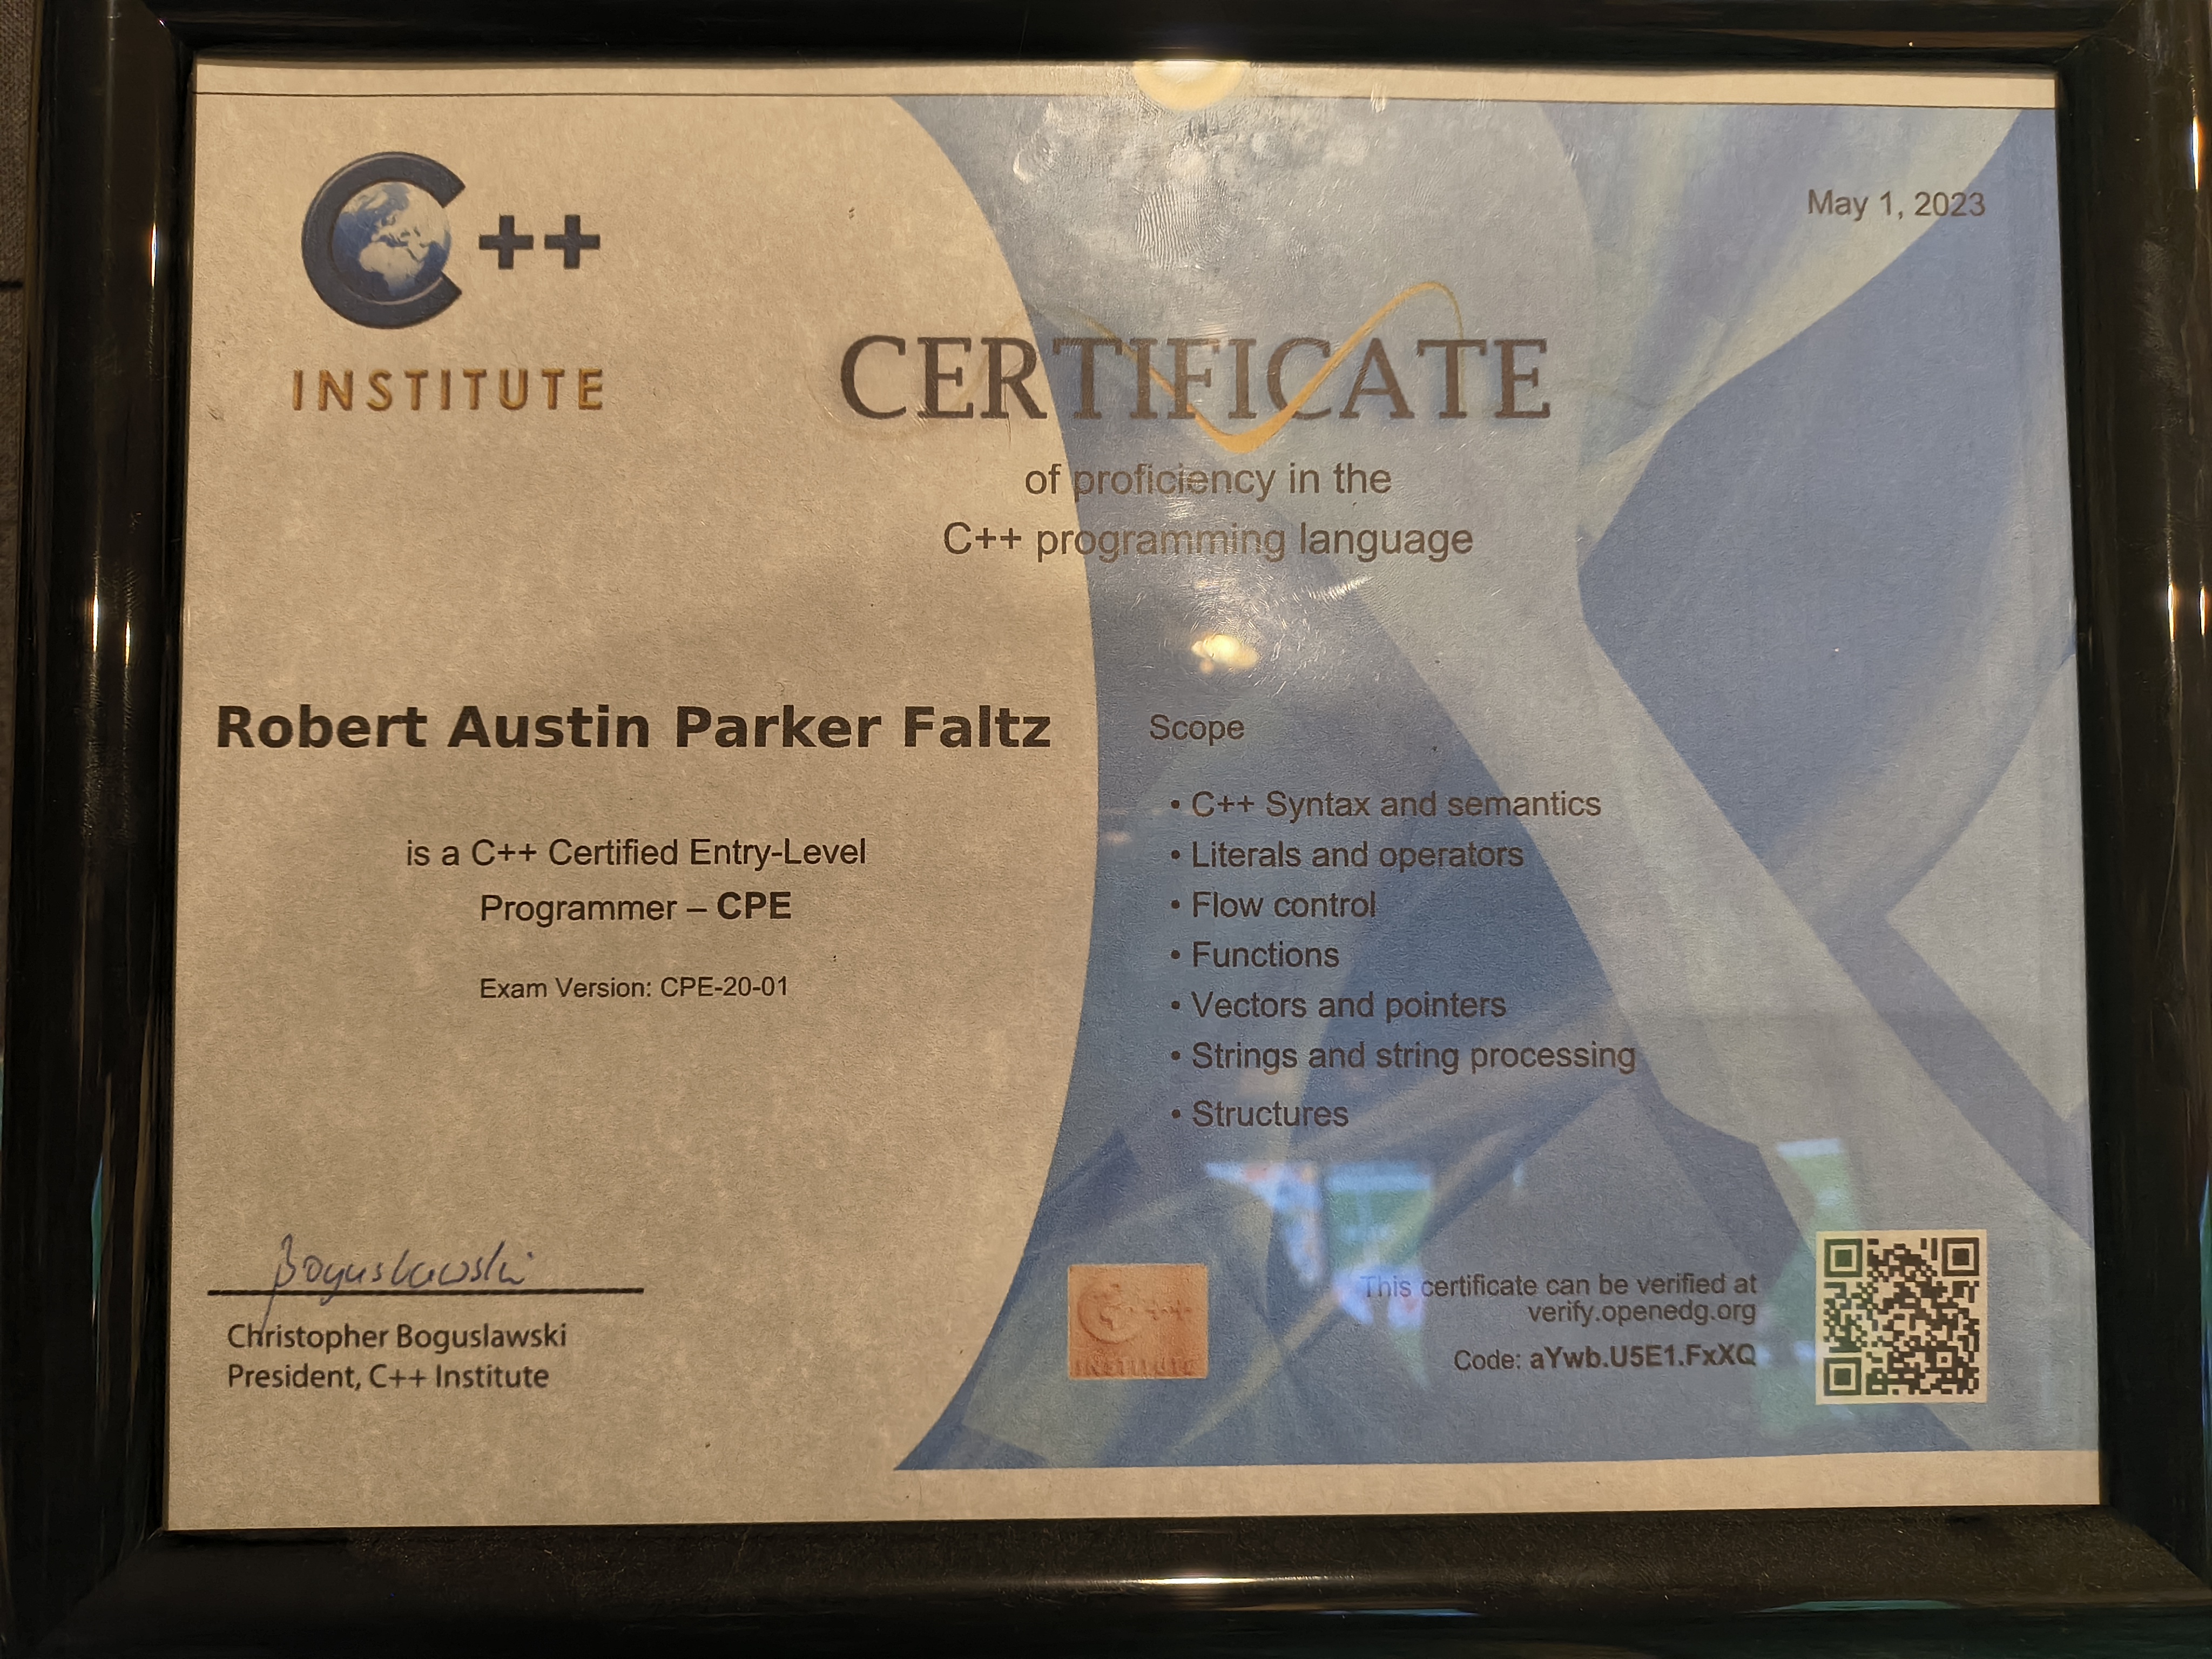 C++
INSTITUTE
May 1, 2023
CERTIFICATE
of proficiency in the
C++ programming language
Robert Austin Parker Faltz
is a C++ Certified Entry-Level
Programmer – CPE
Exam Version: CPE-20-01
Scope
• C++ Syntax and semantics
• Literals and operators
• Flow control
• Functions
• Vectors and pointers
• Strings and string processing
• Structures
Boguslawski
Christopher Boguslawski
President, C++ Institute
C++
INSTITUTE
This certificate can be verified at
verify.openedg.org
Code: aYwb.U5E1.FxXQ